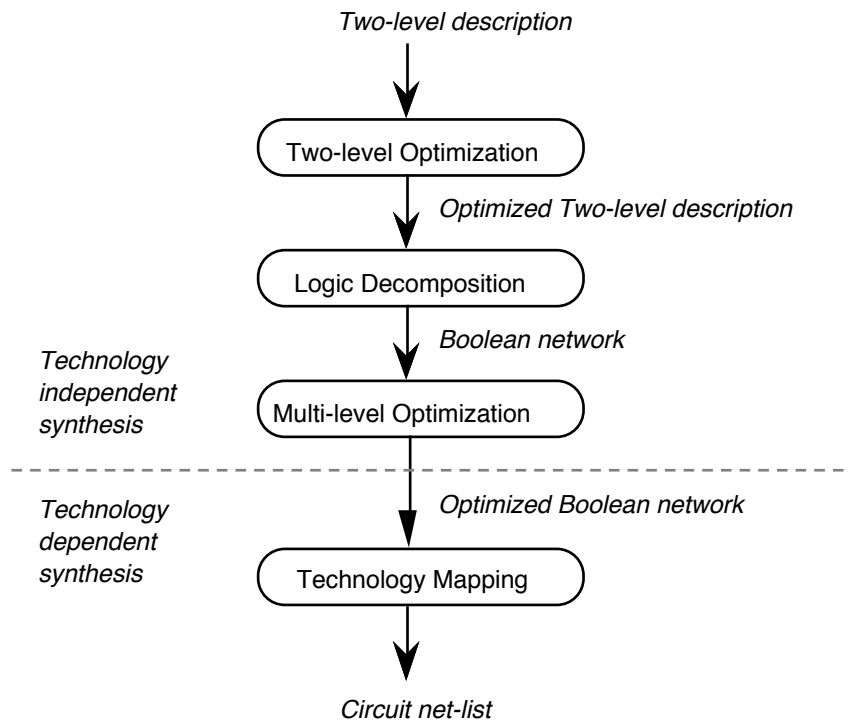 Two-level description
Two-level Optimization
Optimized Two-level description
Logic Decomposition
Boolean network
Technology
independent
synthesis
Multi-level Optimization
Technology
dependent
synthesis
Optimized Boolean network
Technology Mapping
Circuit net-list